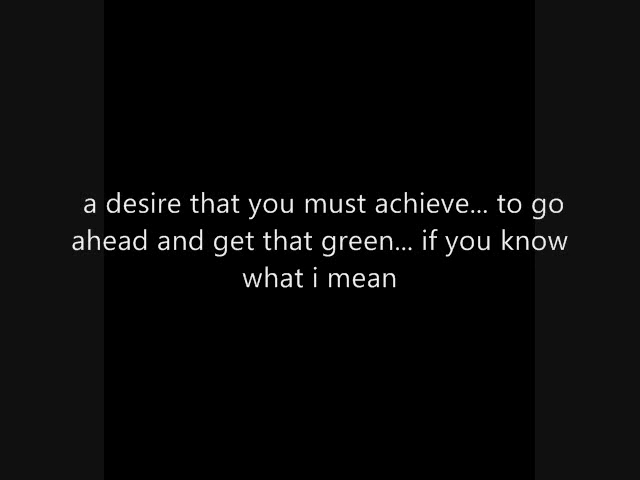 a desire that you must achieve... to go
ahead and get that green... if you know
what i mean